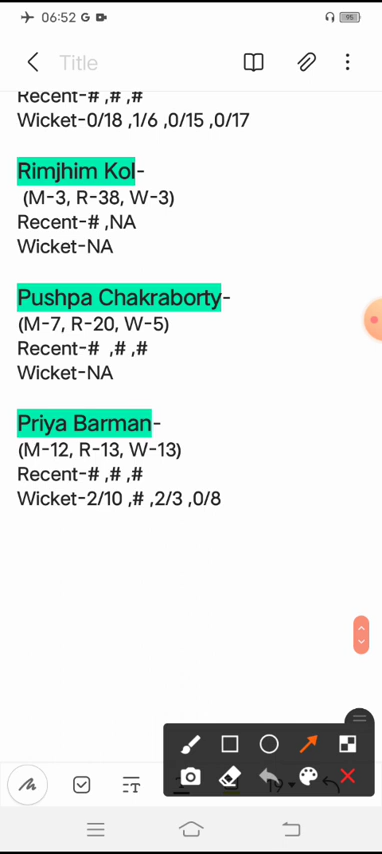 06:52 G
95
Title
Recent-# ,# ,#
Wicket-0/18 ,1/6 ,0/15 ,0/17
Rimjhim Kol-
(M-3, R-38, W-3)
Recent-# ,NA
Wicket-NA
Pushpa Chakraborty-
(M-7, R-20, W-5)
Recent-# ,# ,#
Wicket-NA
Priya Barman-
(M-12, R-13, W-13)
Recent-# ,# ,#
Wicket-2/10 ,# ,2/3 ,0/8